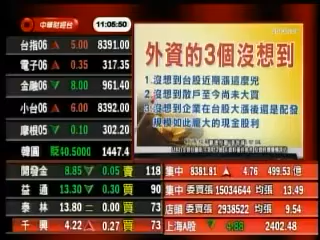 中華財經台 11:05:50
台指06 ▲ 5.00 8391.00
電子06 ▲ 0.35 317.35
金融06 ▼ 8.00 961.40
小台06 ▲ 6.00 8392.00
摩根05 ▼ 0.10 302.20
韓圜 貶40.5000 1447.4
外資的3個沒想到
1.沒想到台股近期漲這麼兇
2.沒想到散戶至今尚未大買
3.沒想到企業在台股大漲後還是配發
規模如此龐大的現金股利
開發金 8.85 ▼ 0.05 賣 118
益通 13.30 ▼ 0.30 買 90
泰林 13.80 — 0.00 買 73
千興 4.22 ▲ 0.27 買 73
集中 8381.81 ▲ 4.76 499.53億
集中 委買張 15034644 均張 13.49
店頭 委賣張 2938522 均張 9.54
上海A股 4.88 2402.48